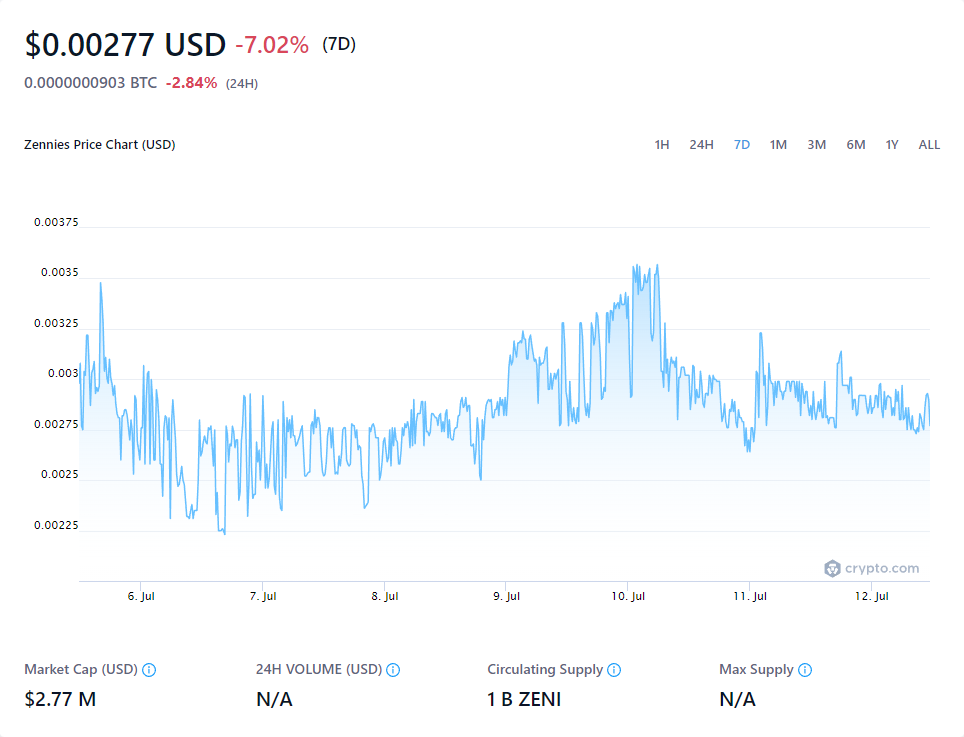 $0.00277 USD -7.02% (7D)
0.0000000903 BTC -2.84% (24H)
Zennies Price Chart (USD)
1H 24H 7D 1M 3M 6M 1Y ALL
0.00375
0.0035
0.00325
0.003
0.00275
0.0025
0.00225
crypto.com
6. Jul 7. Jul 8. Jul 9. Jul 10. Jul 11. Jul 12. Jul
Market Cap (USD) 24H VOLUME (USD) Circulating Supply Max Supply
$2.77 M N/A 1 B ZENI N/A